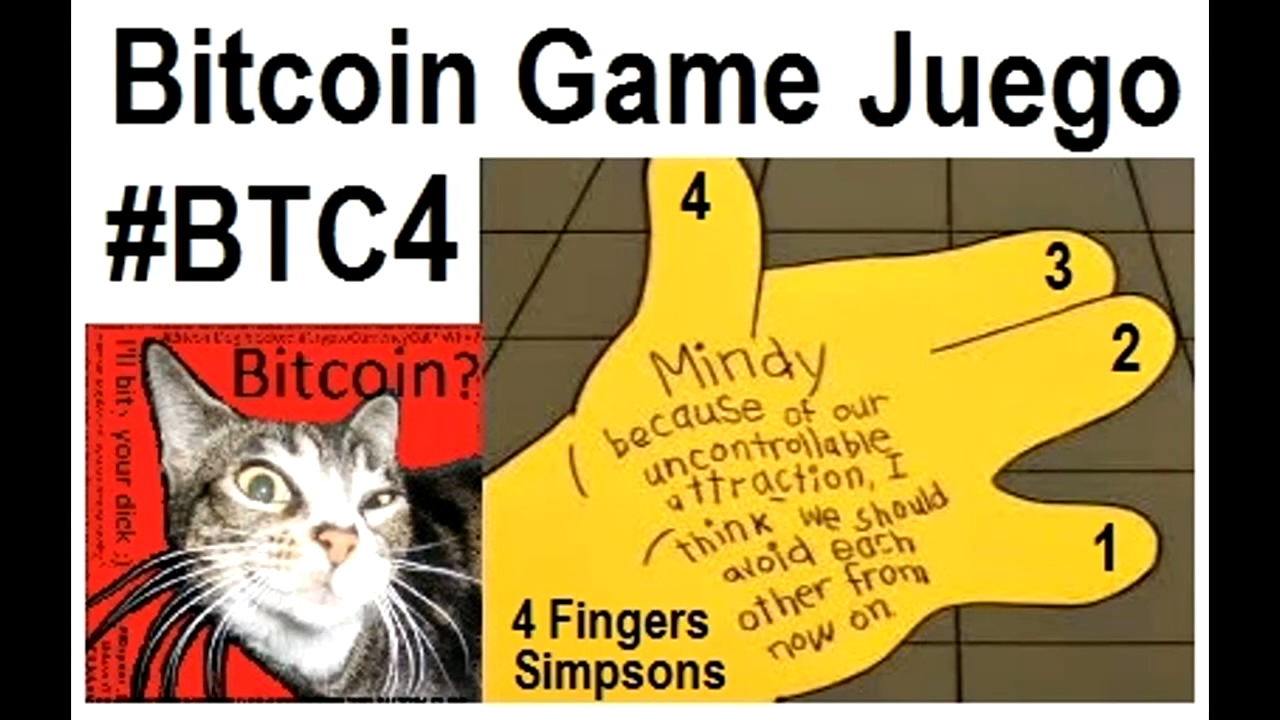 Bitcoin Game Juego
#BTC4
4
3
2
1
Mindy
because of our
uncontrollable
attraction, I
think we should
avoid each
other from
now on
4 Fingers
Simpsons
Bitcoin?
I'll bit, your dick :)